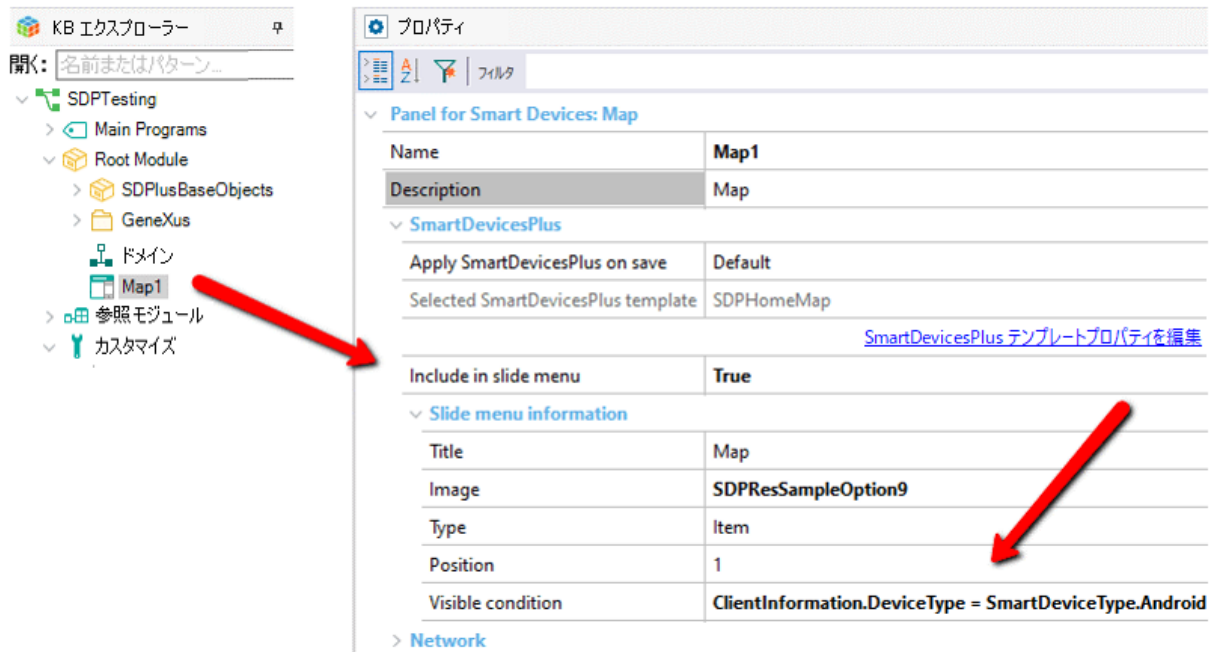 KB エクスプローラー
開く: 名前またはパターン...
SDPTesting
Main Programs
Root Module
SDPlusBaseObjects
GeneXus
ドメイン
Map1
参照モジュール
カスタマイズ
プロパティ
フィルタ
Panel for Smart Devices: Map
Name Map1
Description Map
SmartDevicesPlus
Apply SmartDevicesPlus on save Default
Selected SmartDevicesPlus template SDPHomeMap
SmartDevicesPlus テンプレートプロパティを編集
Include in slide menu True
Slide menu information
Title Map
Image SDPResSampleOption9
Type Item
Position 1
Visible condition ClientInformation.DeviceType = SmartDeviceType.Android
Network